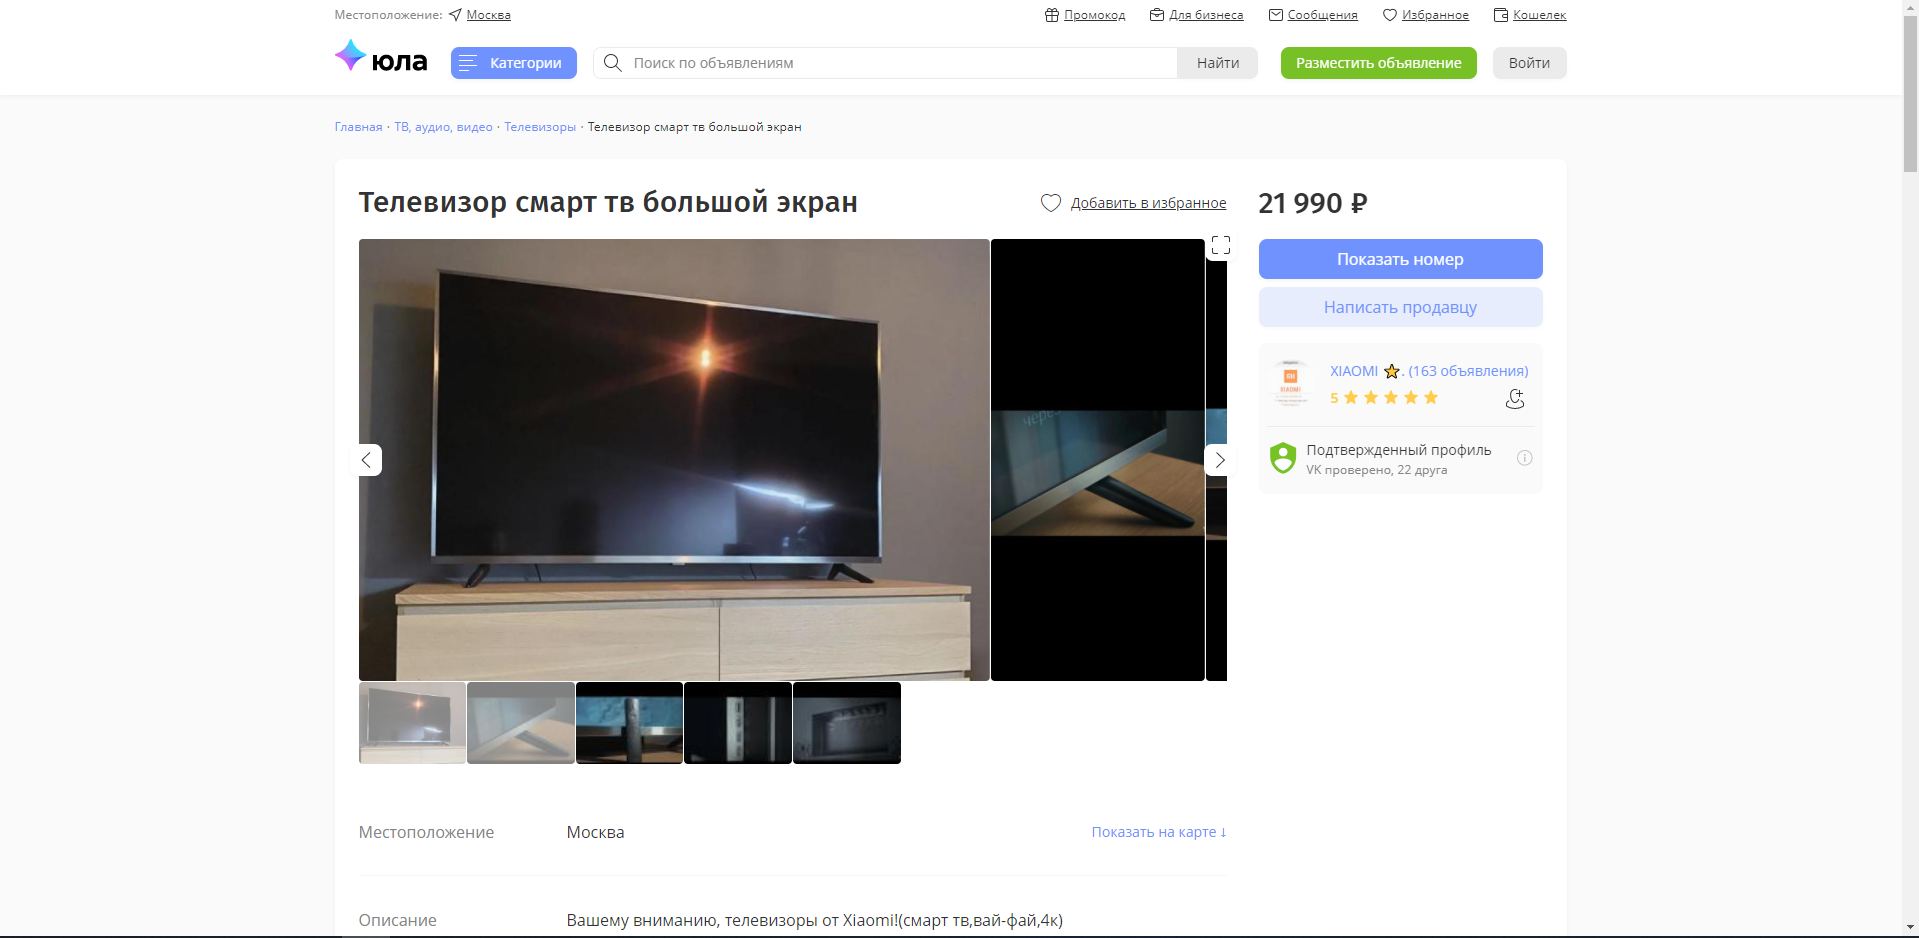 Местоположение: Москва
Промокод
Для бизнеса
Сообщения
Избранное
Кошелек
юла
Категории
Поиск по объявлениям
Найти
Разместить объявление
Войти
Главная · ТВ, аудио, видео · Телевизоры · Телевизор смарт тв большой экран
Телевизор смарт тв большой экран
Добавить в избранное
21 990 ₽
Показать номер
Написать продавцу
XIAOMI ⭐. (163 объявления)
5
Подтвержденный профиль
VK проверено, 22 друга
через
XIAOMI
Местоположение
Москва
Показать на карте ↓
Описание
Вашему вниманию, телевизоры от Xiaomi!(смарт тв,вай-фай,4к)